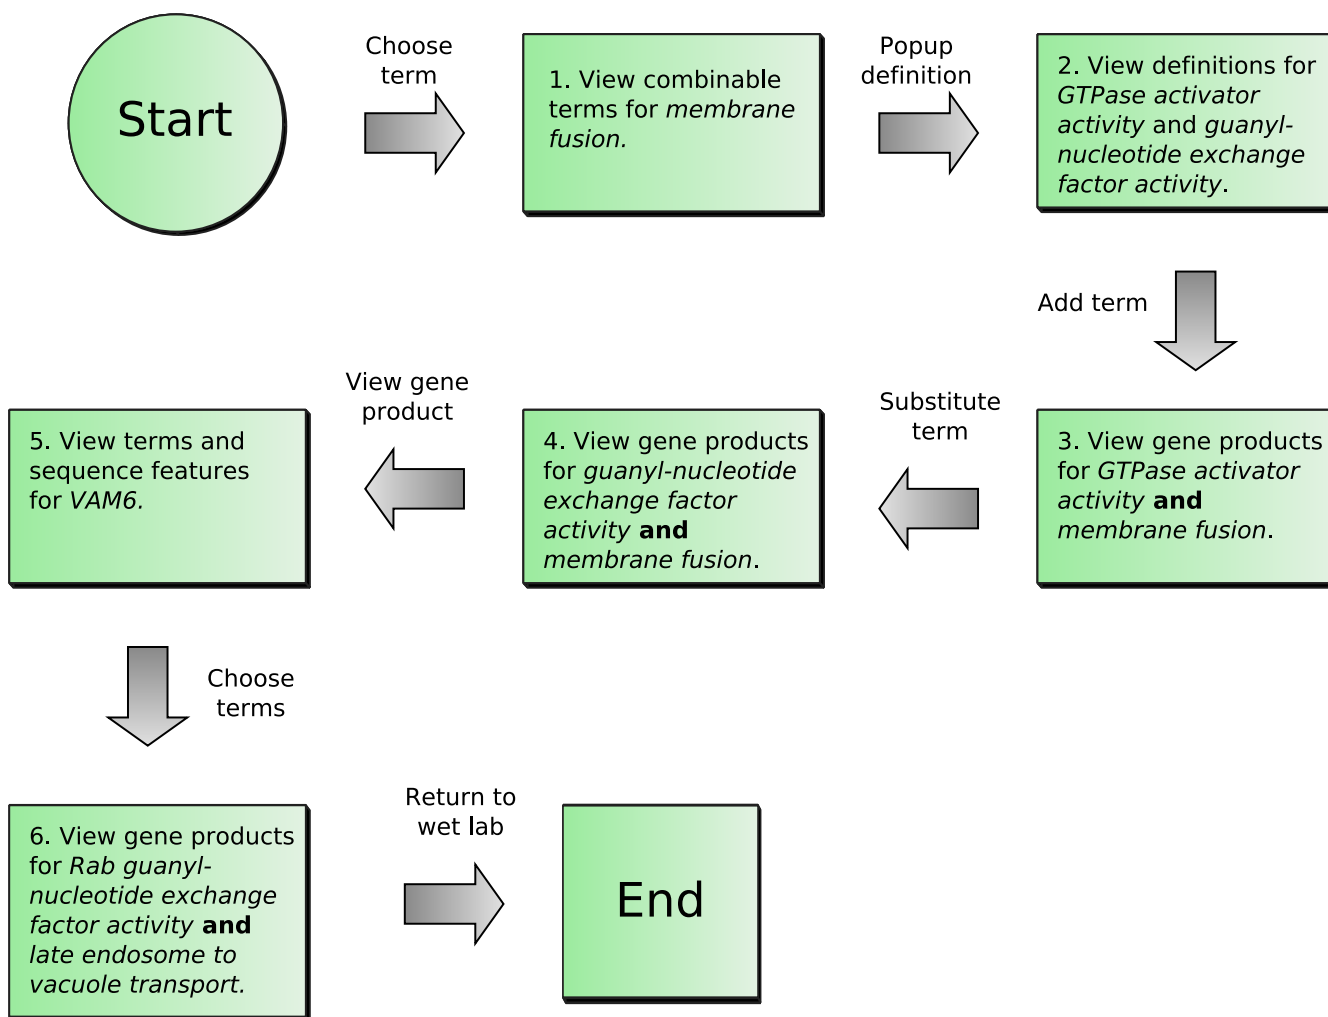 Start
Choose
term
1. View combinable
terms for membrane
fusion.
Popup
definition
2. View definitions for
GTPase activator
activity and guanyl-
nucleotide exchange
factor activity.
Add term
3. View gene products
for GTPase activator
activity and
membrane fusion.
Substitute
term
4. View gene products
for guanyl-nucleotide
exchange factor
activity and
membrane fusion.
View gene
product
5. View terms and
sequence features
for VAM6.
Choose
terms
6. View gene products
for Rab guanyl-
nucleotide exchange
factor activity and
late endosome to
vacuole transport.
Return to
wet lab
End